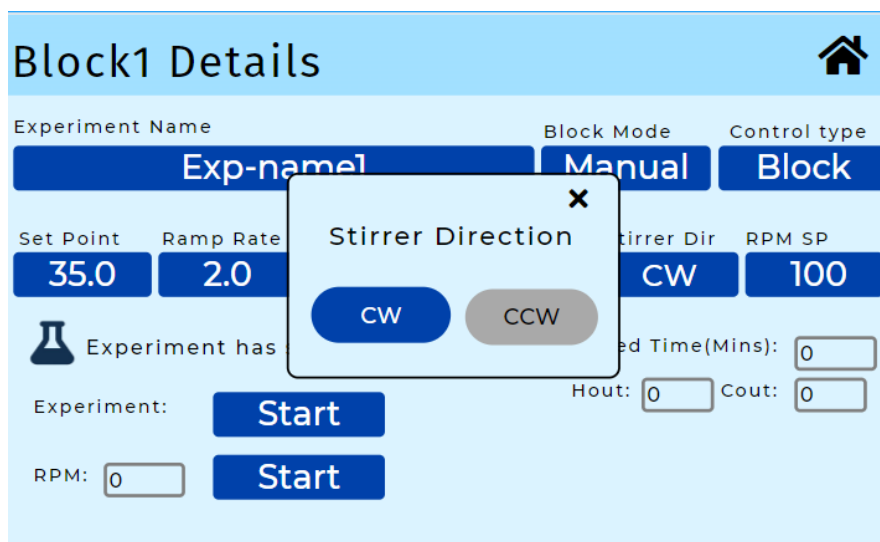 Block1 Details
Experiment Name
Block Mode
Control type
Exp-name1
Manual
Block
Set Point
Ramp Rate
Stirrer Direction
RPM SP
Dir
35.0
2.0
CW
CCW
CW
100
Experiment has
Time(Mins): 0
Hout: 0
Cout: 0
Experiment: Start
RPM: 0 Start